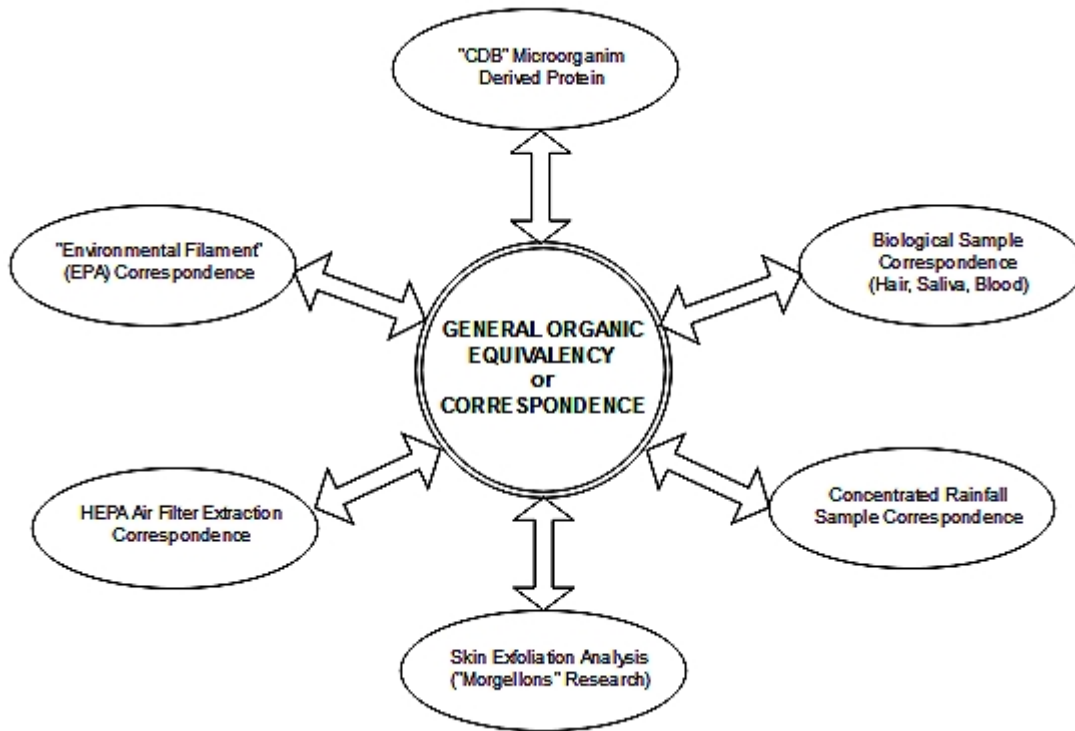 "CDB" Microorganim
Derived Protein
"Environmental Filament"
(EPA) Correspondence
Biological Sample
Correspondence
(Hair, Saliva, Blood)
GENERAL ORGANIC
EQUIVALENCY
or
CORRESPONDENCE
HEPA Air Filter Extraction
Correspondence
Concentrated Rainfall
Sample Correspondence
Skin Exfoliation Analysis
("Morgellons" Research)